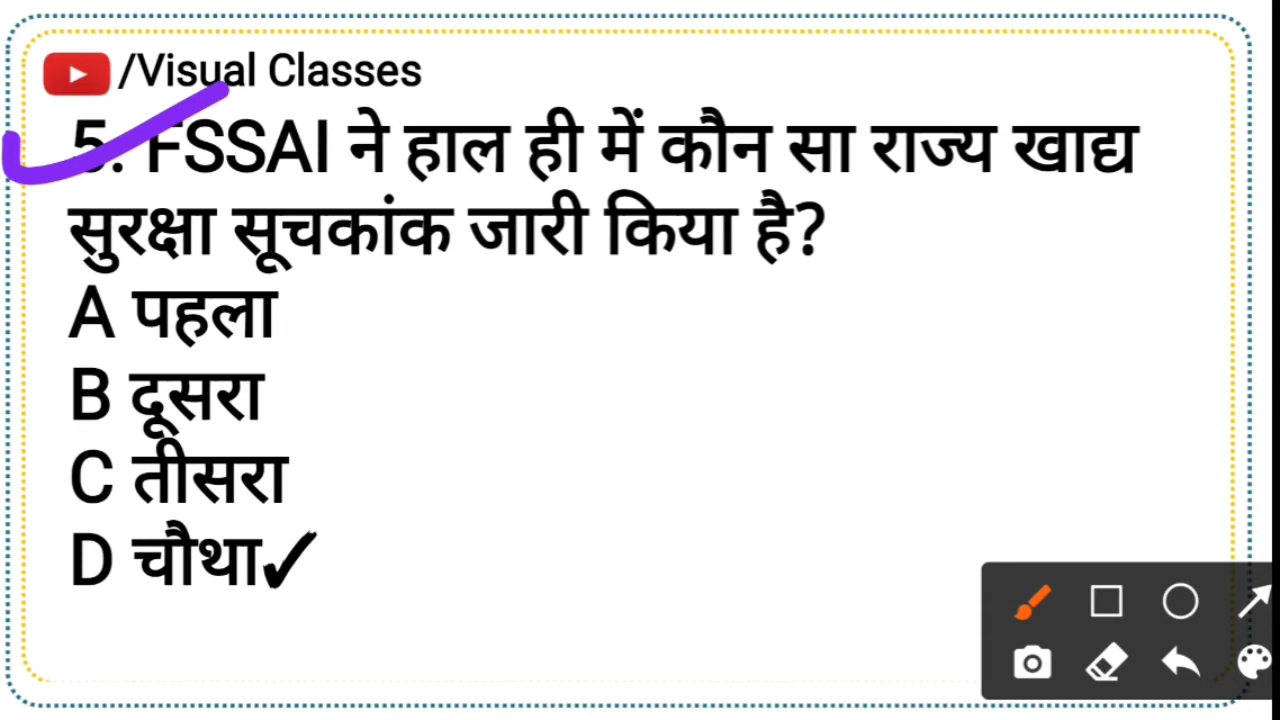 /Visual Classes
5. FSSAI ने हाल ही में कौन सा राज्य खाद्य
सुरक्षा सूचकांक जारी किया है?
A पहला
B दूसरा
C तीसरा
D चौथा✓